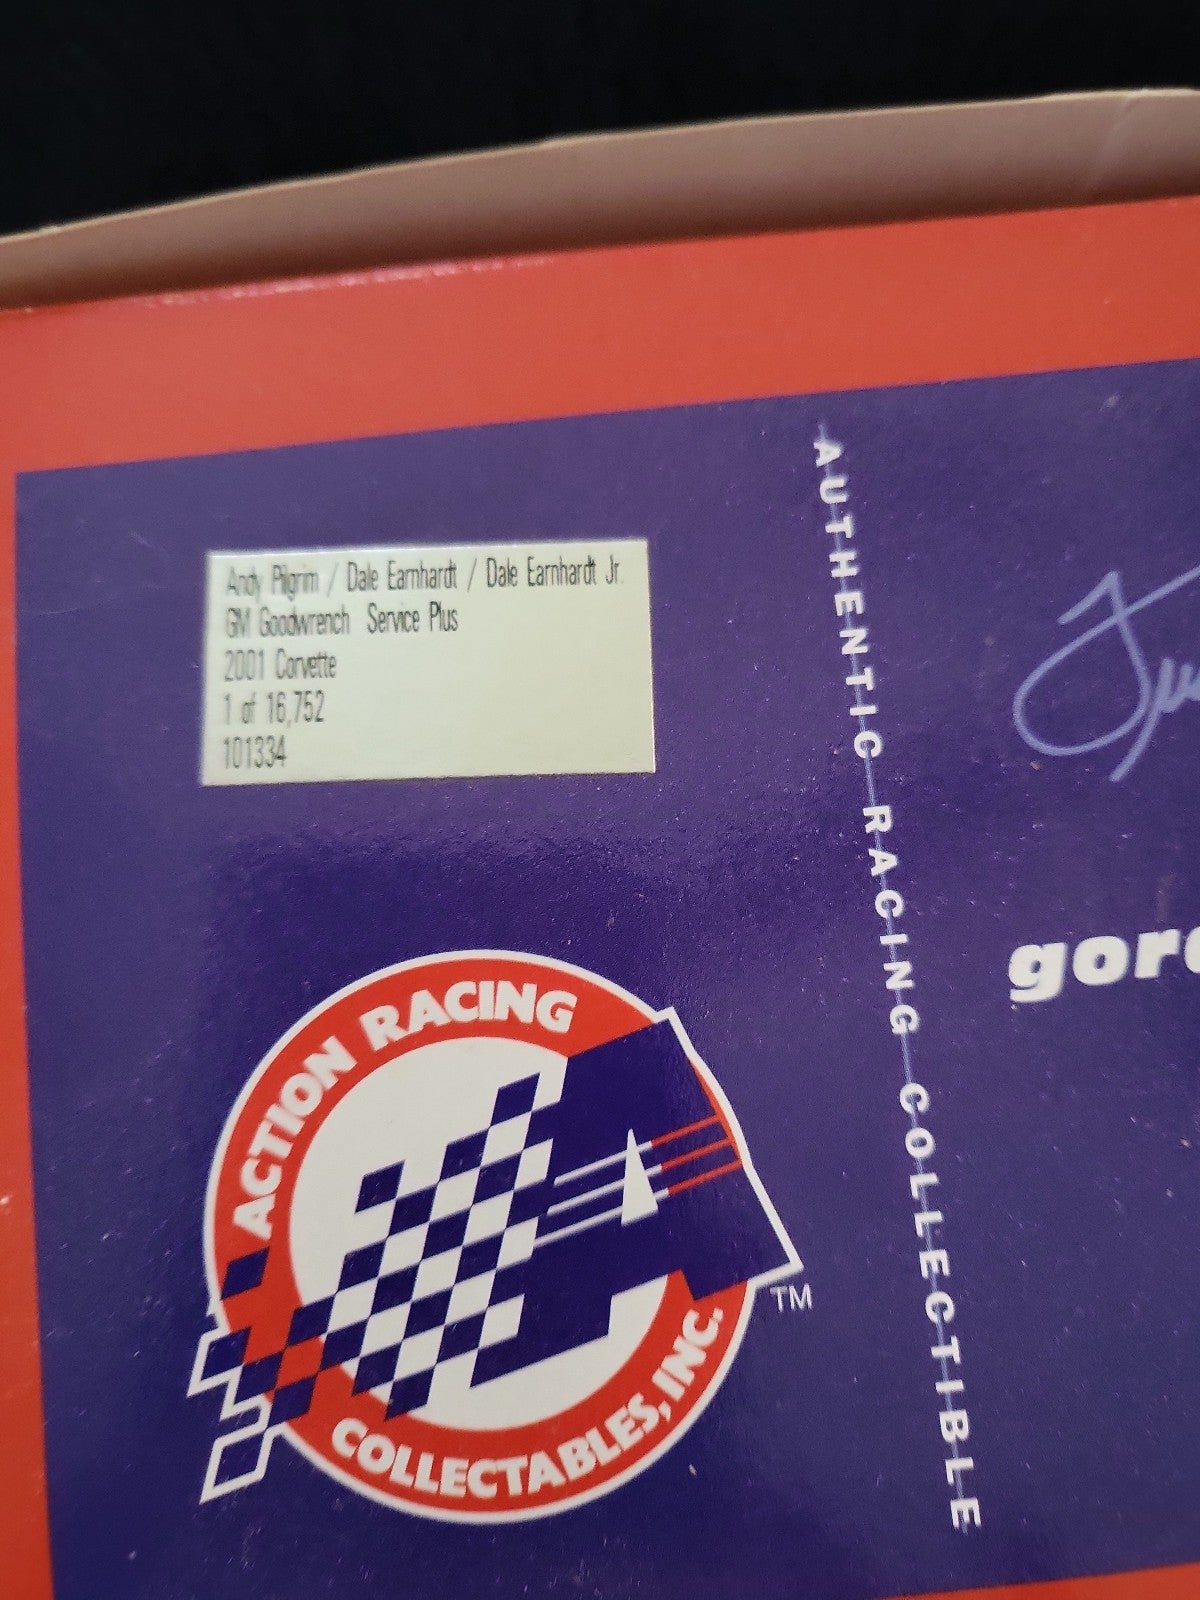 Andy Pilgrim / Dale Earnhardt / Dale Earnhardt Jr.
GM Goodwrench Service Plus
2001 Corvette
1 of 16,752
101334
AUTHENTIC RACING COLLECTIBLE
ACTION RACING
COLLECTABLES, INC.
TM